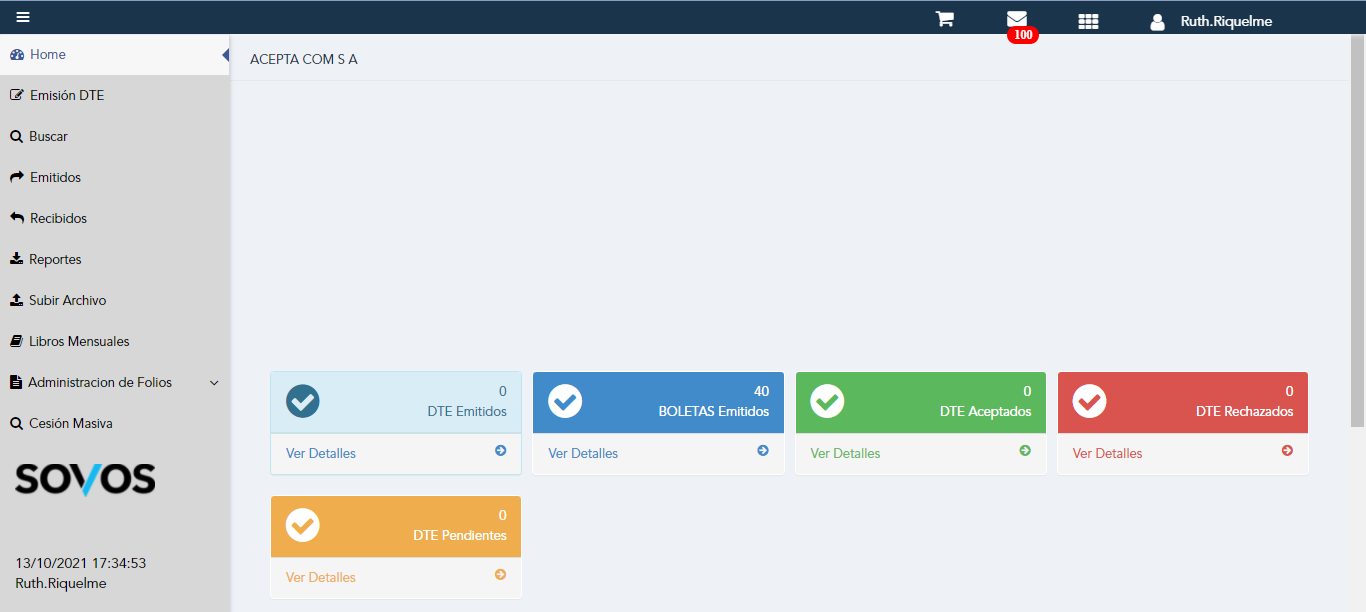 100
Ruth.Riquelme
Home
Emisión DTE
Buscar
Emitidos
Recibidos
Reportes
Subir Archivo
Libros Mensuales
Administracion de Folios
Cesión Masiva
SOVOS
13/10/2021 17:34:53
Ruth.Riquelme
ACEPTA COM S A
0
DTE Emitidos
Ver Detalles
40
BOLETAS Emitidos
Ver Detalles
0
DTE Aceptados
Ver Detalles
0
DTE Rechazados
Ver Detalles
0
DTE Pendientes
Ver Detalles